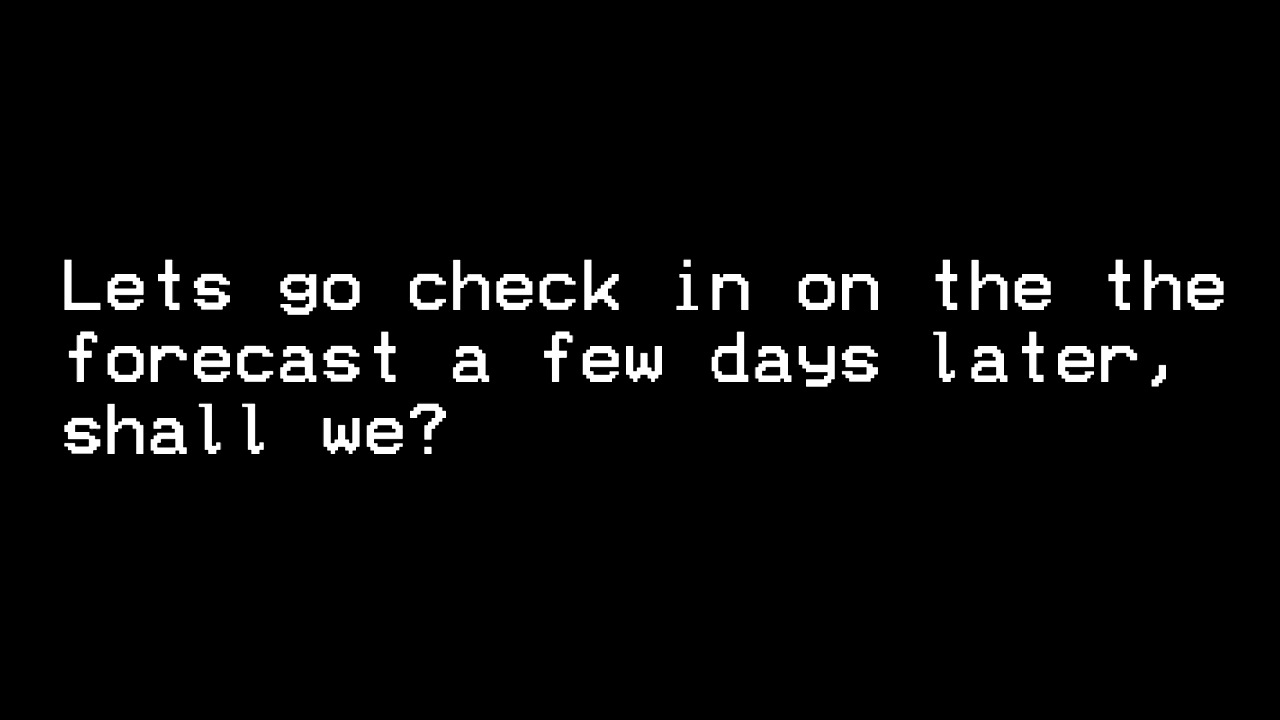 Lets go check in on the the
forecast a few days later,
shall we?